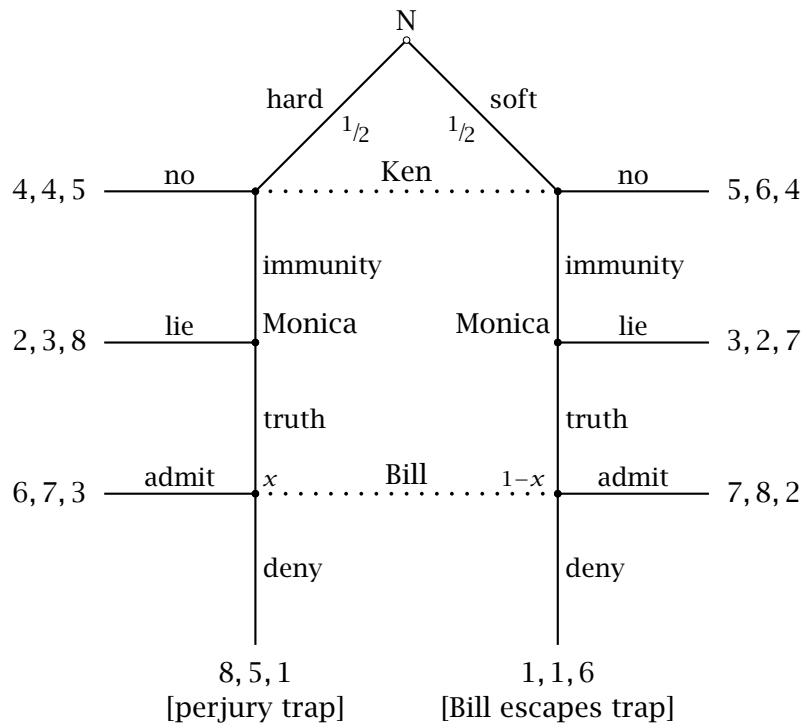 N
hard soft
1/2 1/2
4, 4, 5 no Ken no 5, 6, 4
immunity immunity
2, 3, 8 lie Monica Monica lie 3, 2, 7
truth truth
6, 7, 3 admit x Bill 1−x admit 7, 8, 2
deny deny
8, 5, 1 1, 1, 6
[perjury trap] [Bill escapes trap]